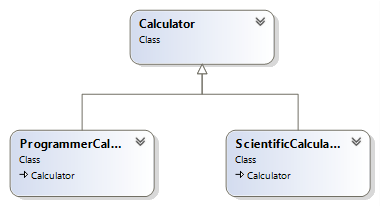 Calculator
Class
ProgrammerCal...
Class
Calculator
ScientificCalcula...
Class
Calculator